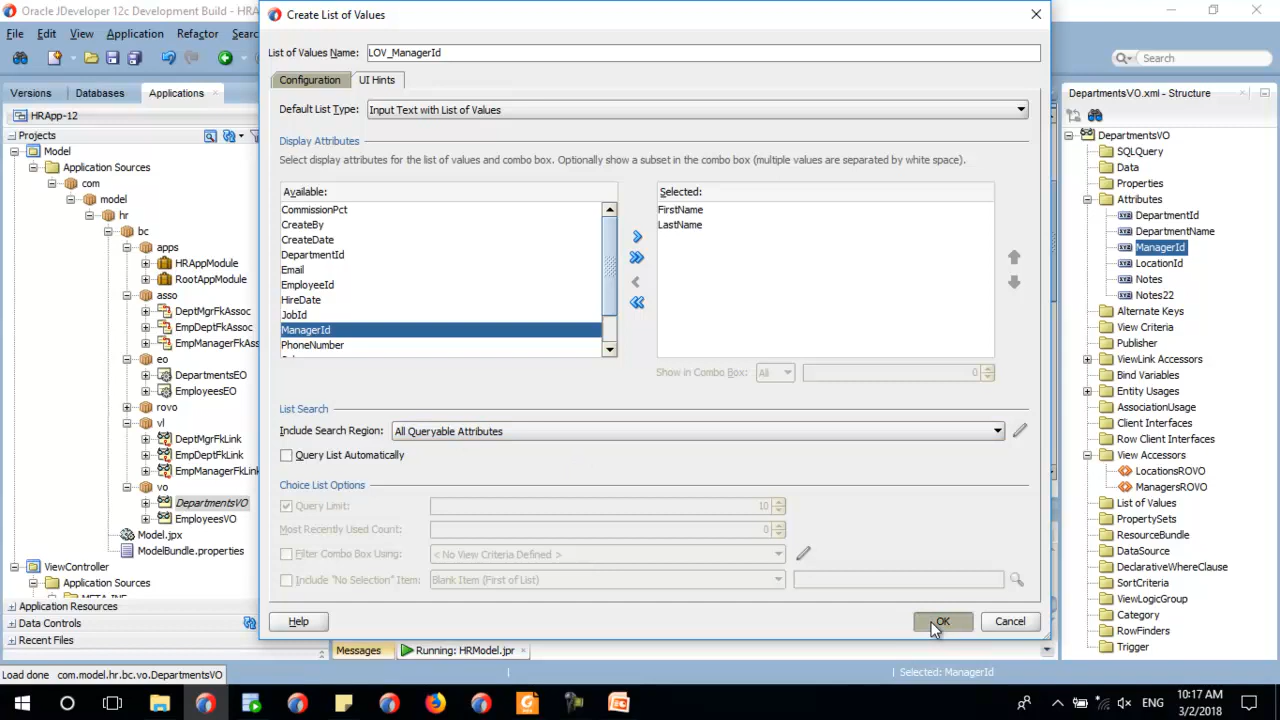 Oracle JDeveloper 12c Development Build - HRA
Create List of Values
File Edit View Application Refactor Searc
Search
List of Values Name: LOV_ManagerId
Configuration UI Hints
Versions Databases Applications
DepartmentsVO.xml - Structure
HRApp-12
Default List Type: Input Text with List of Values
Projects
DepartmentsVO
Model
Display Attributes
SQLQuery
Application Sources
Select display attributes for the list of values and combo box. Optionally show a subset in the combo box (multiple values are separated by white space).
Data
com
Available: Selected:
Properties
model
Attributes
hr
CommissionPct FirstName
DepartmentId
bc
CreateBy LastName
DepartmentName
apps
CreateDate
ManagerId
HRAppModule
DepartmentId
LocationId
RootAppModule
Email
Notes
asso
EmployeeId
Notes22
DeptMgrFkAssoc
HireDate
Alternate Keys
EmpDeptFkAssoc
JobId
View Criteria
EmpManagerFkAss
ManagerId
Publisher
eo
PhoneNumber
ViewLink Accessors
DepartmentsEO
Show in Combo Box: All 0
Bind Variables
EmployeesEO
Entity Usages
rovo
List Search
AssociationUsage
vl
Include Search Region: All Queryable Attributes
Client Interfaces
DeptMgrFkLink
Row Client Interfaces
EmpDeptFkLink
Query List Automatically
View Accessors
EmpManagerFkLink
LocationsROVO
vo
Choice List Options
ManagersROVO
DepartmentsVO
Query Limit: 10
List of Values
EmployeesVO
Most Recently Used Count: 0
PropertySets
Model.jpx
ResourceBundle
ModelBundle.properties
Filter Combo Box Using: < No View Criteria Defined >
DataSource
ViewController
DeclarativeWhereClause
Application Sources
Include "No Selection" Item: Blank Item (First of List)
SortCriteria
META-INF
ViewLogicGroup
Application Resources
Category
Data Controls
Help OK Cancel
RowFinders
Recent Files
Trigger
Messages Running: HRModel.jpr
Load done com.model.hr.bc.vo.DepartmentsVO
Selected: ManagerId
ENG
10:17 AM
3/2/2018